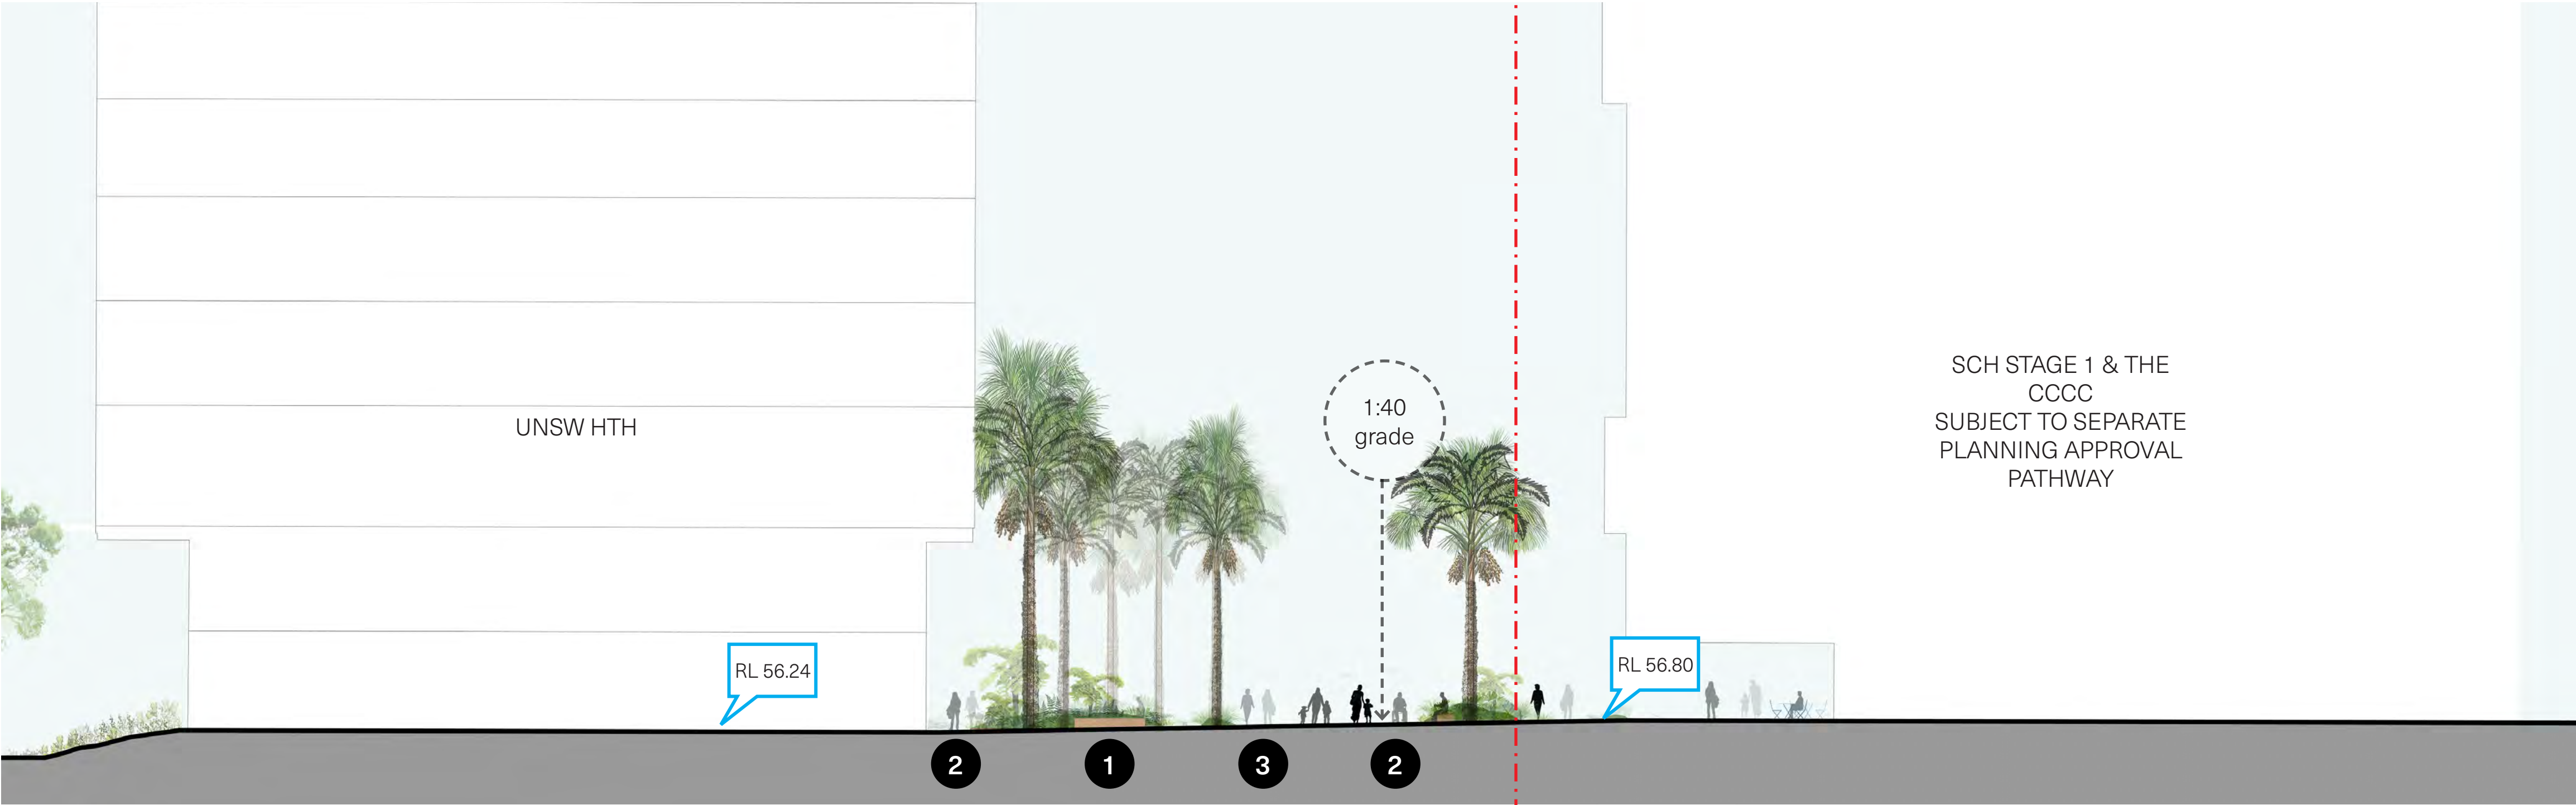 UNSW HTH
1:40
grade
SCH STAGE 1 & THE
CCCC
SUBJECT TO SEPARATE
PLANNING APPROVAL
PATHWAY
RL 56.24
RL 56.80
2
1
3
2